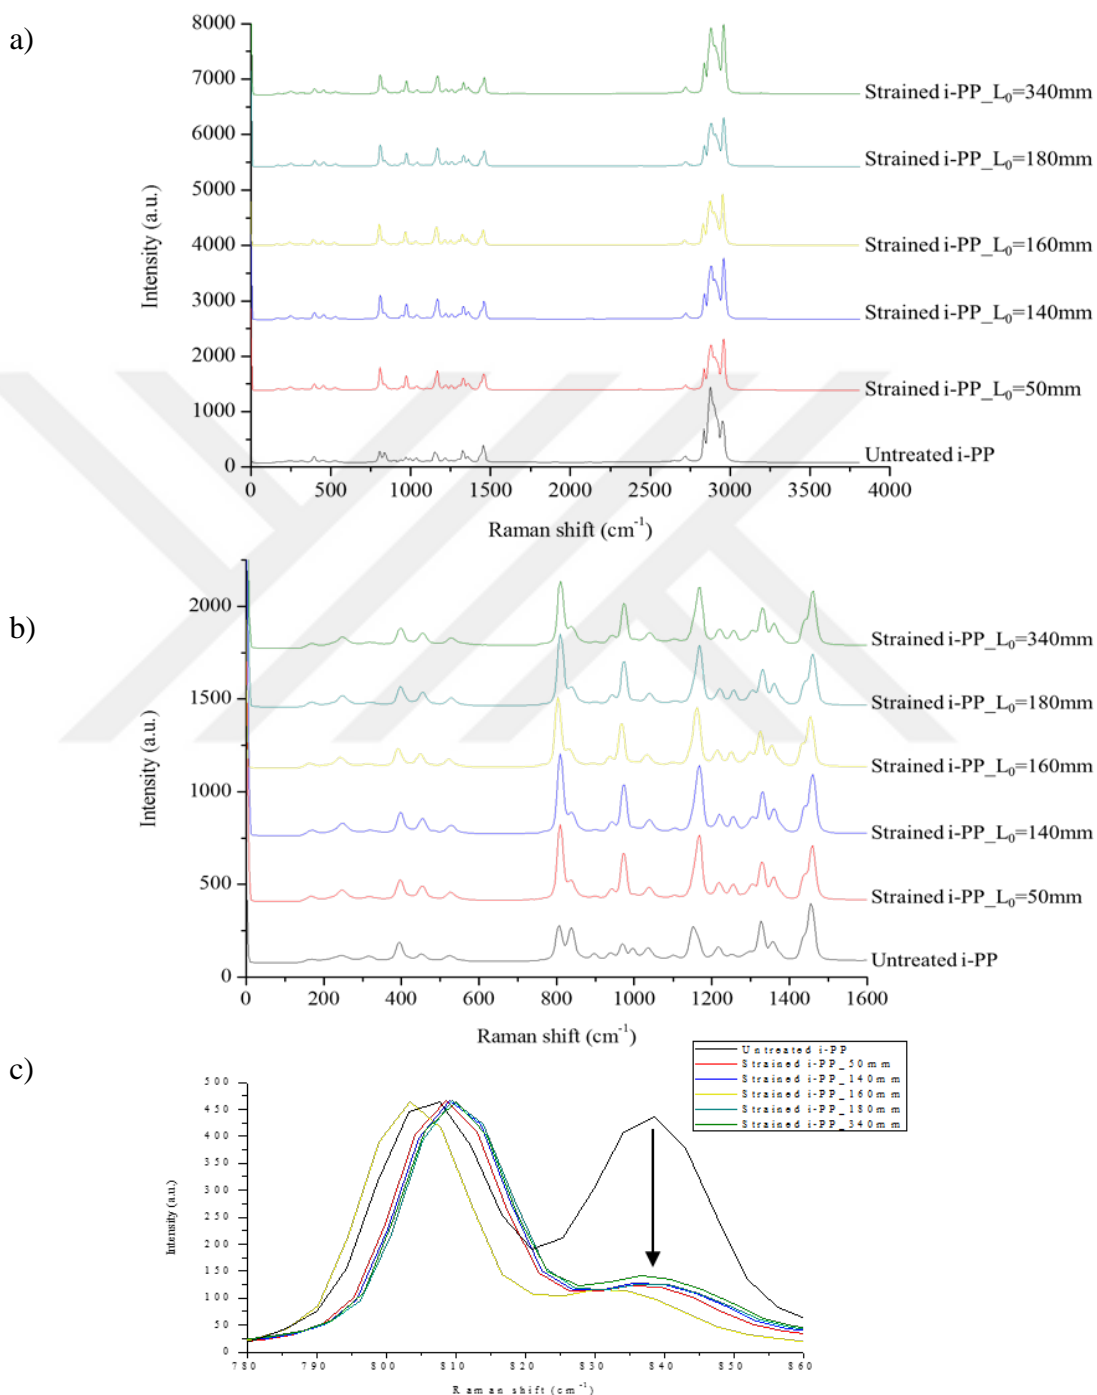 a)
8000
7000
6000
5000
4000
3000
2000
1000
0
Intensity (a.u.)
Strained i-PP_L0=340mm
Strained i-PP_L0=180mm
Strained i-PP_L0=160mm
Strained i-PP_L0=140mm
Strained i-PP_L0=50mm
Untreated i-PP
0 500 1000 1500 2000 2500 3000 3500 4000
Raman shift (cm-1)
b)
2000
1500
1000
500
0
Intensity (a.u.)
Strained i-PP_L0=340mm
Strained i-PP_L0=180mm
Strained i-PP_L0=160mm
Strained i-PP_L0=140mm
Strained i-PP_L0=50mm
Untreated i-PP
0 200 400 600 800 1000 1200 1400 1600
Raman shift (cm-1)
c)
Untreated i-PP
Strained i-PP_50mm
Strained i-PP_140mm
Strained i-PP_160mm
Strained i-PP_180mm
Strained i-PP_340mm
500
450
400
350
300
250
200
150
100
50
0
Intensity (a.u.)
780 790 800 810 820 830 840 850 860
Raman shift (cm-1)